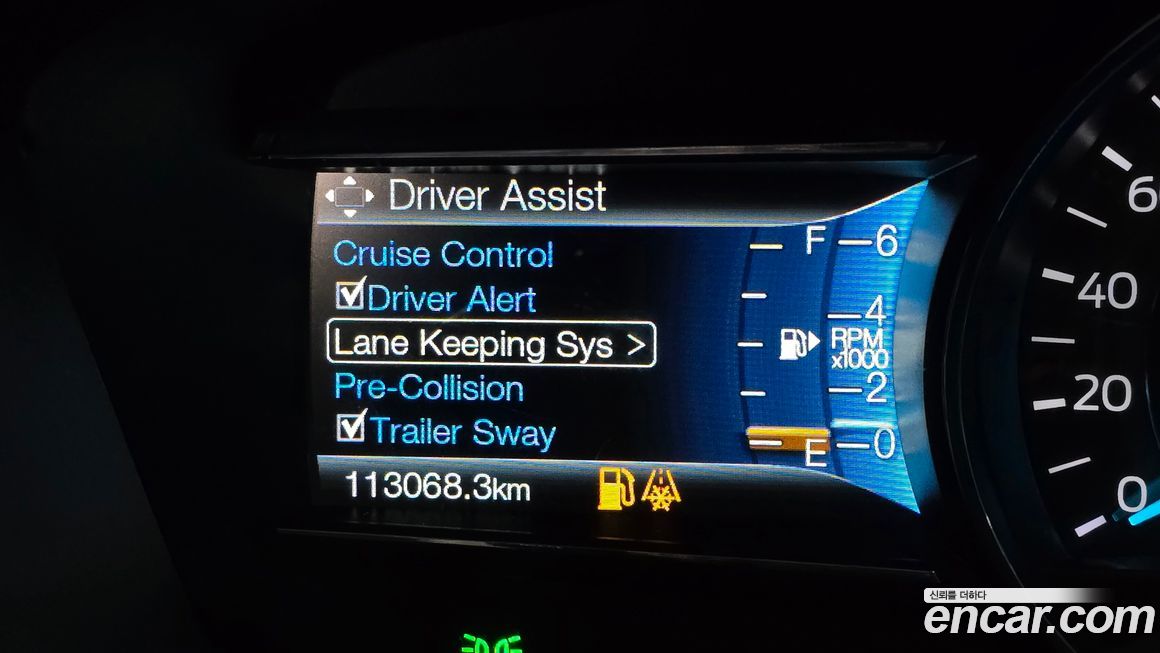 Driver Assist
Cruise Control
Driver Alert
Lane Keeping Sys >
Pre-Collision
Trailer Sway
113068.3km
F
E
6
4
RPM
x1000
2
0
40
20
0
신뢰를 더하다
encar.com